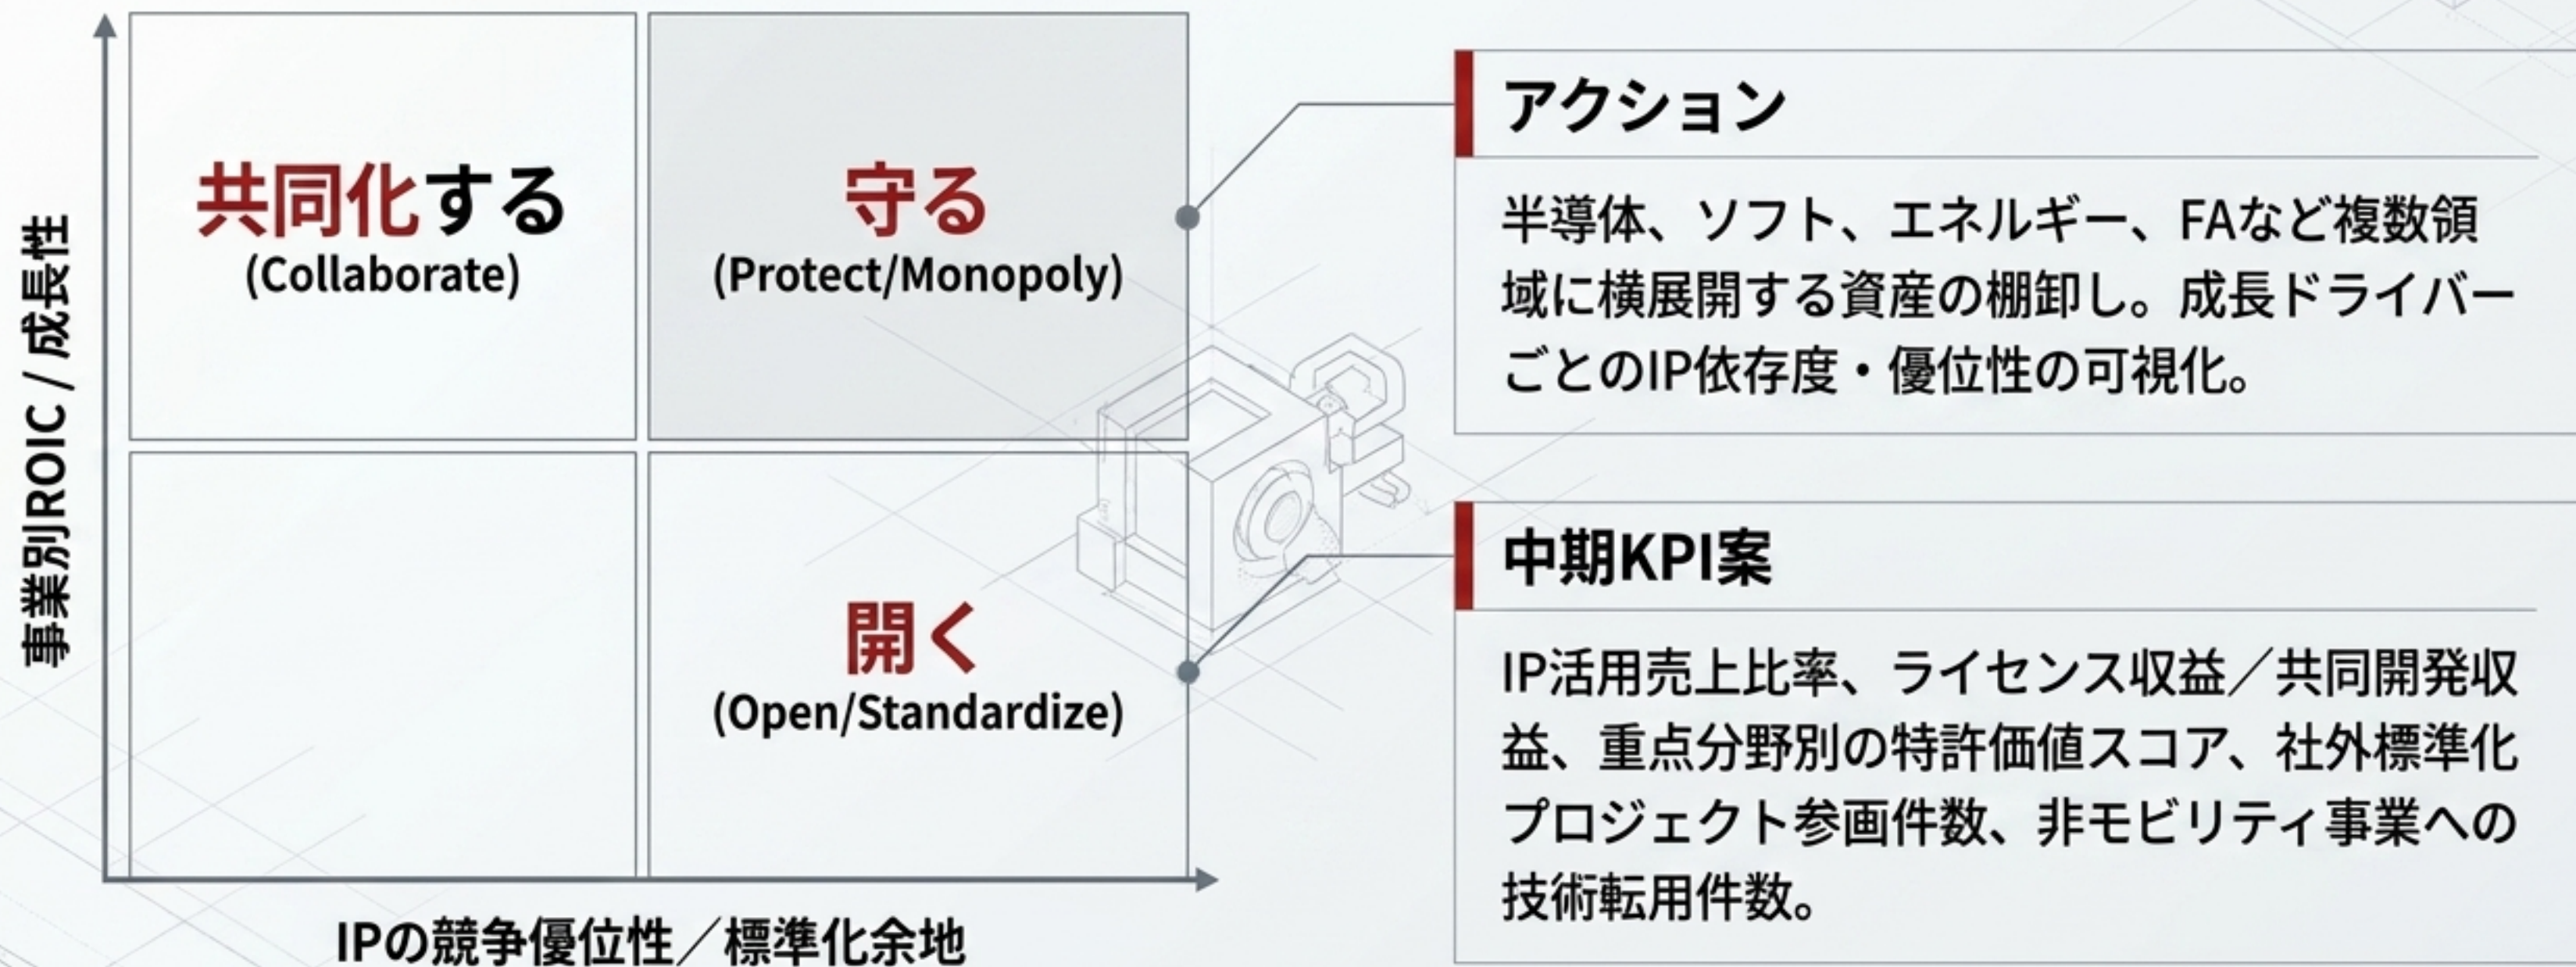 事業別ROIC / 成長性
共同化する
(Collaborate)
守る
(Protect/Monopoly)
開く
(Open/Standardize)
IPの競争優位性／標準化余地
アクション
半導体、ソフト、エネルギー、FAなど複数領
域に横展開する資産の棚卸し。成長ドライバー
ごとのIP依存度・優位性の可視化。
中期KPI案
IP活用売上比率、ライセンス収益／共同開発収
益、重点分野別の特許価値スコア、社外標準化
プロジェクト参画件数、非モビリティ事業への
技術転用件数。